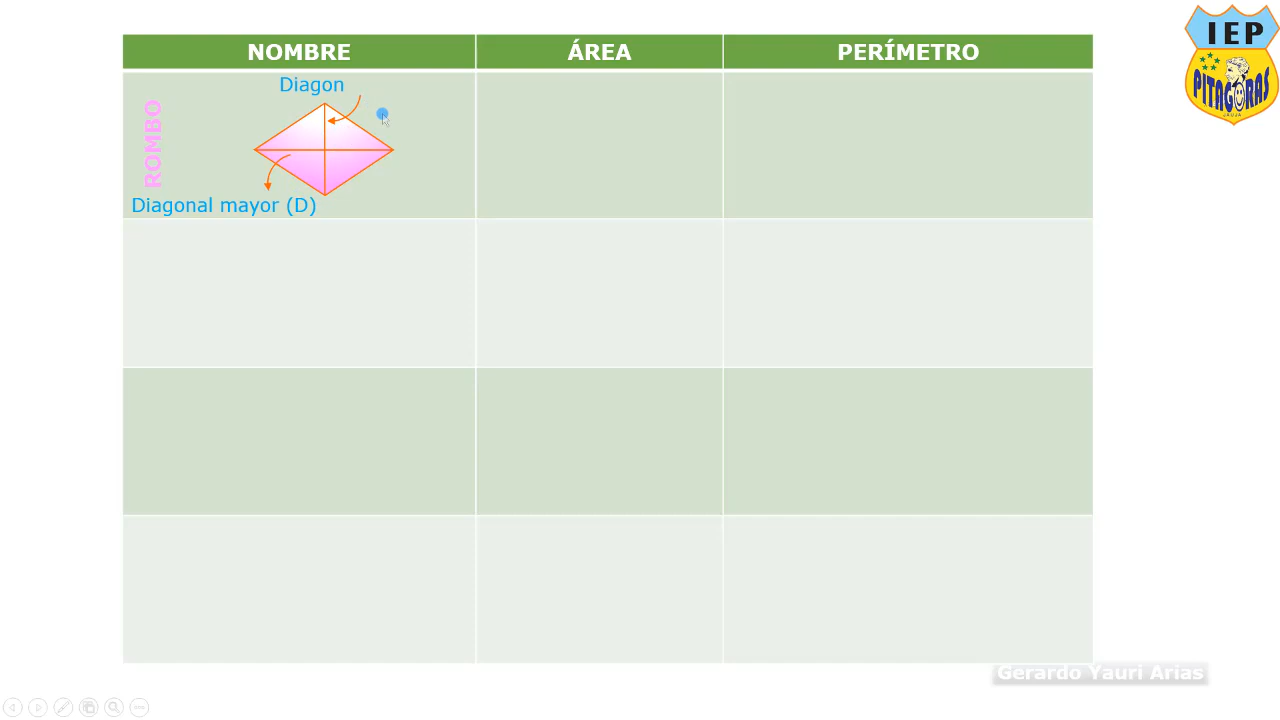 NOMBRE ÁREA PERÍMETRO
Diagon
ROMBO
Diagonal mayor (D)
IEP
PITAGORAS
JAUJA
Gerardo Yauri Arias